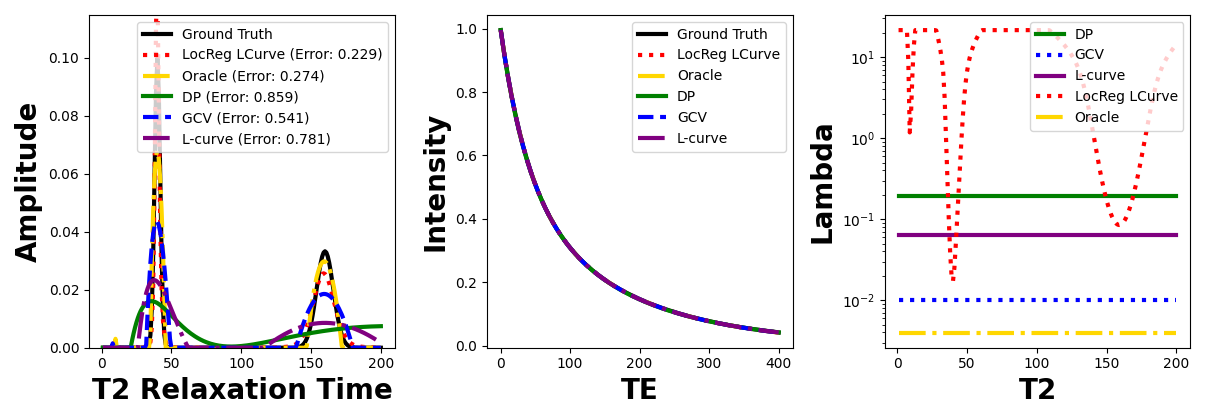 Amplitude
0.10
0.08
0.06
0.04
0.02
0.00
0
50
100
150
200
T2 Relaxation Time
Ground Truth
LocReg LCurve (Error: 0.229)
Oracle (Error: 0.274)
DP (Error: 0.859)
GCV (Error: 0.541)
L-curve (Error: 0.781)
Intensity
1.0
0.8
0.6
0.4
0.2
0.0
0
100
200
300
400
TE
Ground Truth
LocReg LCurve
Oracle
DP
GCV
L-curve
Lambda
10¹
10⁰
10⁻¹
10⁻²
0
50
100
150
200
T2
DP
GCV
L-curve
LocReg LCurve
Oracle